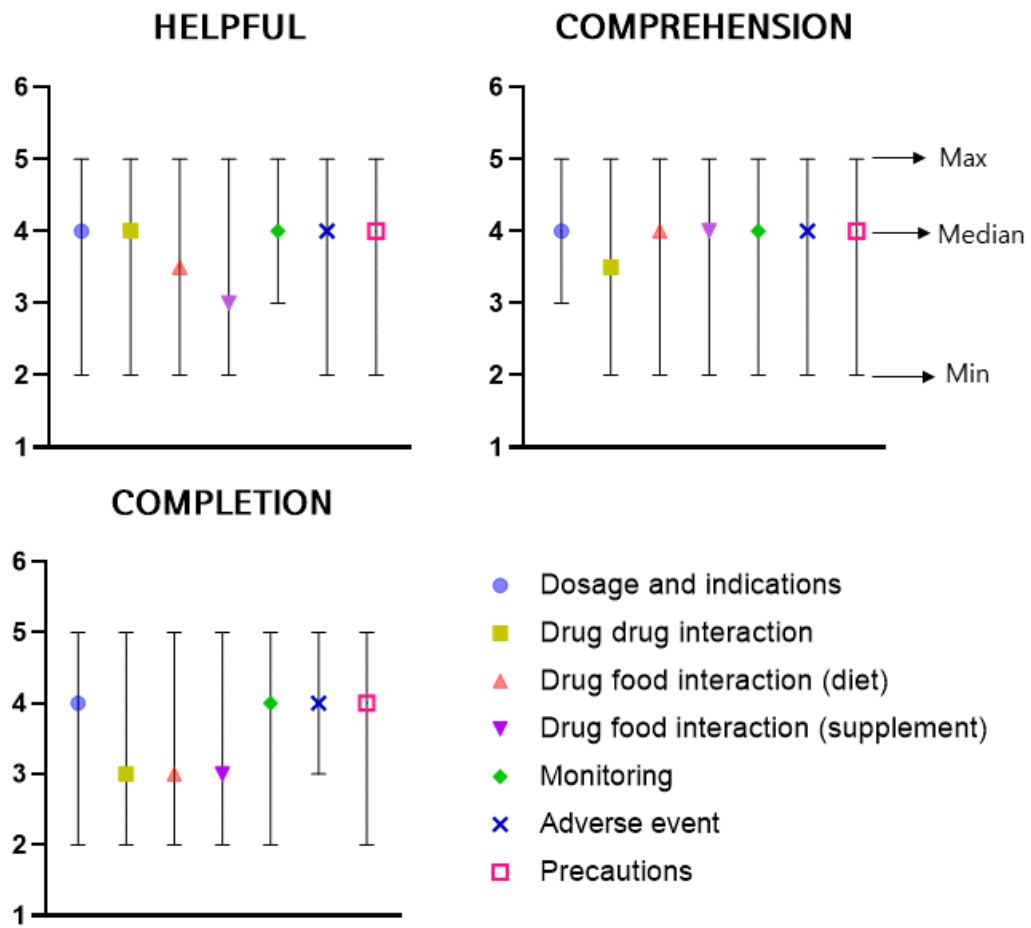 HELPFUL
6
5
4
3
2
1
COMPREHENSION
6
5
4
3
2
1
Max
Median
Min
COMPLETION
6
5
4
3
2
1
Dosage and indications
Drug drug interaction
Drug food interaction (diet)
Drug food interaction (supplement)
Monitoring
Adverse event
Precautions